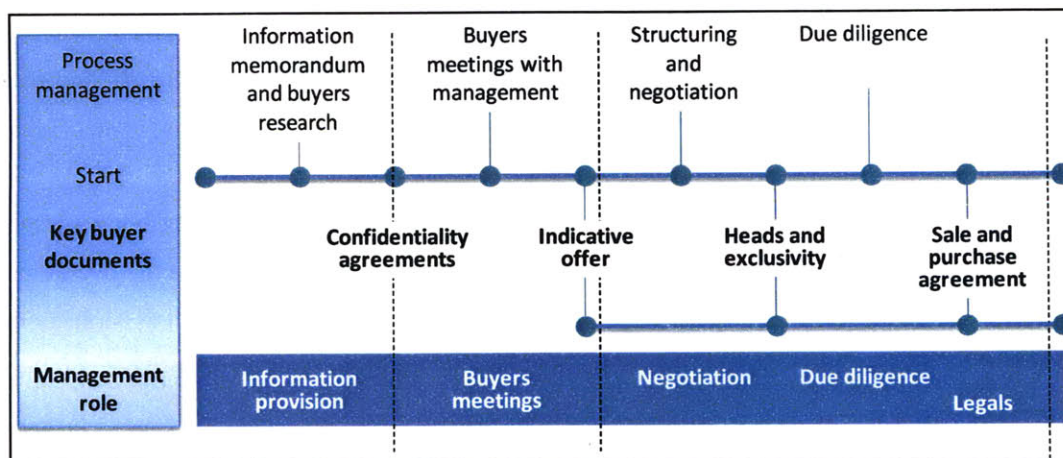 Process
management
Information
memorandum
and buyers
research
Buyers
meetings with
management
Structuring
and
negotiation
Due diligence
Start
Key buyer
documents
Confidentiality
agreements
Indicative
offer
Heads and
exclusivity
Sale and
purchase
agreement
Management
role
Information
provision
Buyers
meetings
Negotiation
Due diligence
Legals